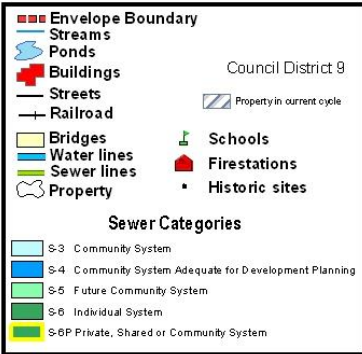 Envelope Boundary
Streams
Ponds
Buildings
Council District 9
Streets
Property in current cycle
Railroad
Bridges
Schools
Water lines
Firestations
Sewer lines
Property
Historic sites
Sewer Categories
S-3 Community System
S-4 Community System Adequate for Development Planning
S-5 Future Community System
S-6 Individual System
S-6P Private, Shared or Community System